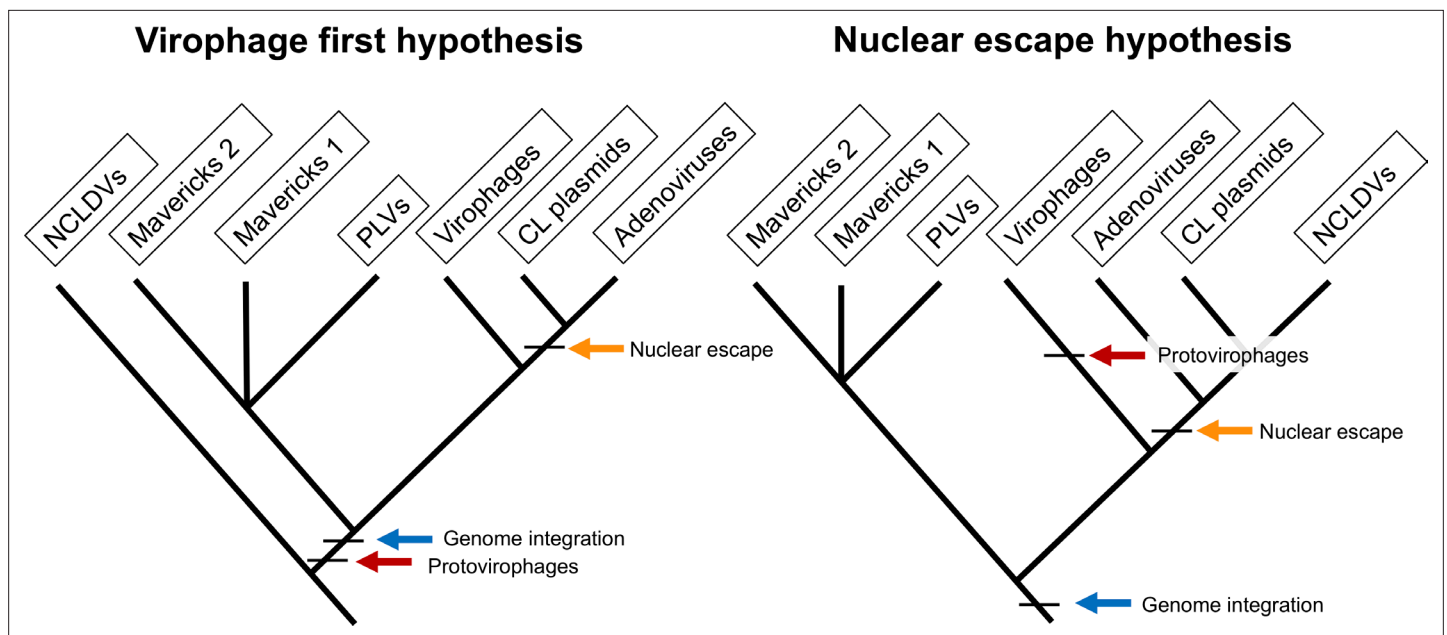 Virophage first hypothesis
NCLDVs
Mavericks 2
Mavericks 1
PLVs
Virophages
CL plasmids
Adenoviruses
Nuclear escape
Genome integration
Protovirophages
Nuclear escape hypothesis
Mavericks 2
Mavericks 1
PLVs
Virophages
Adenoviruses
CL plasmids
NCLDVs
Protovirophages
Nuclear escape
Genome integration